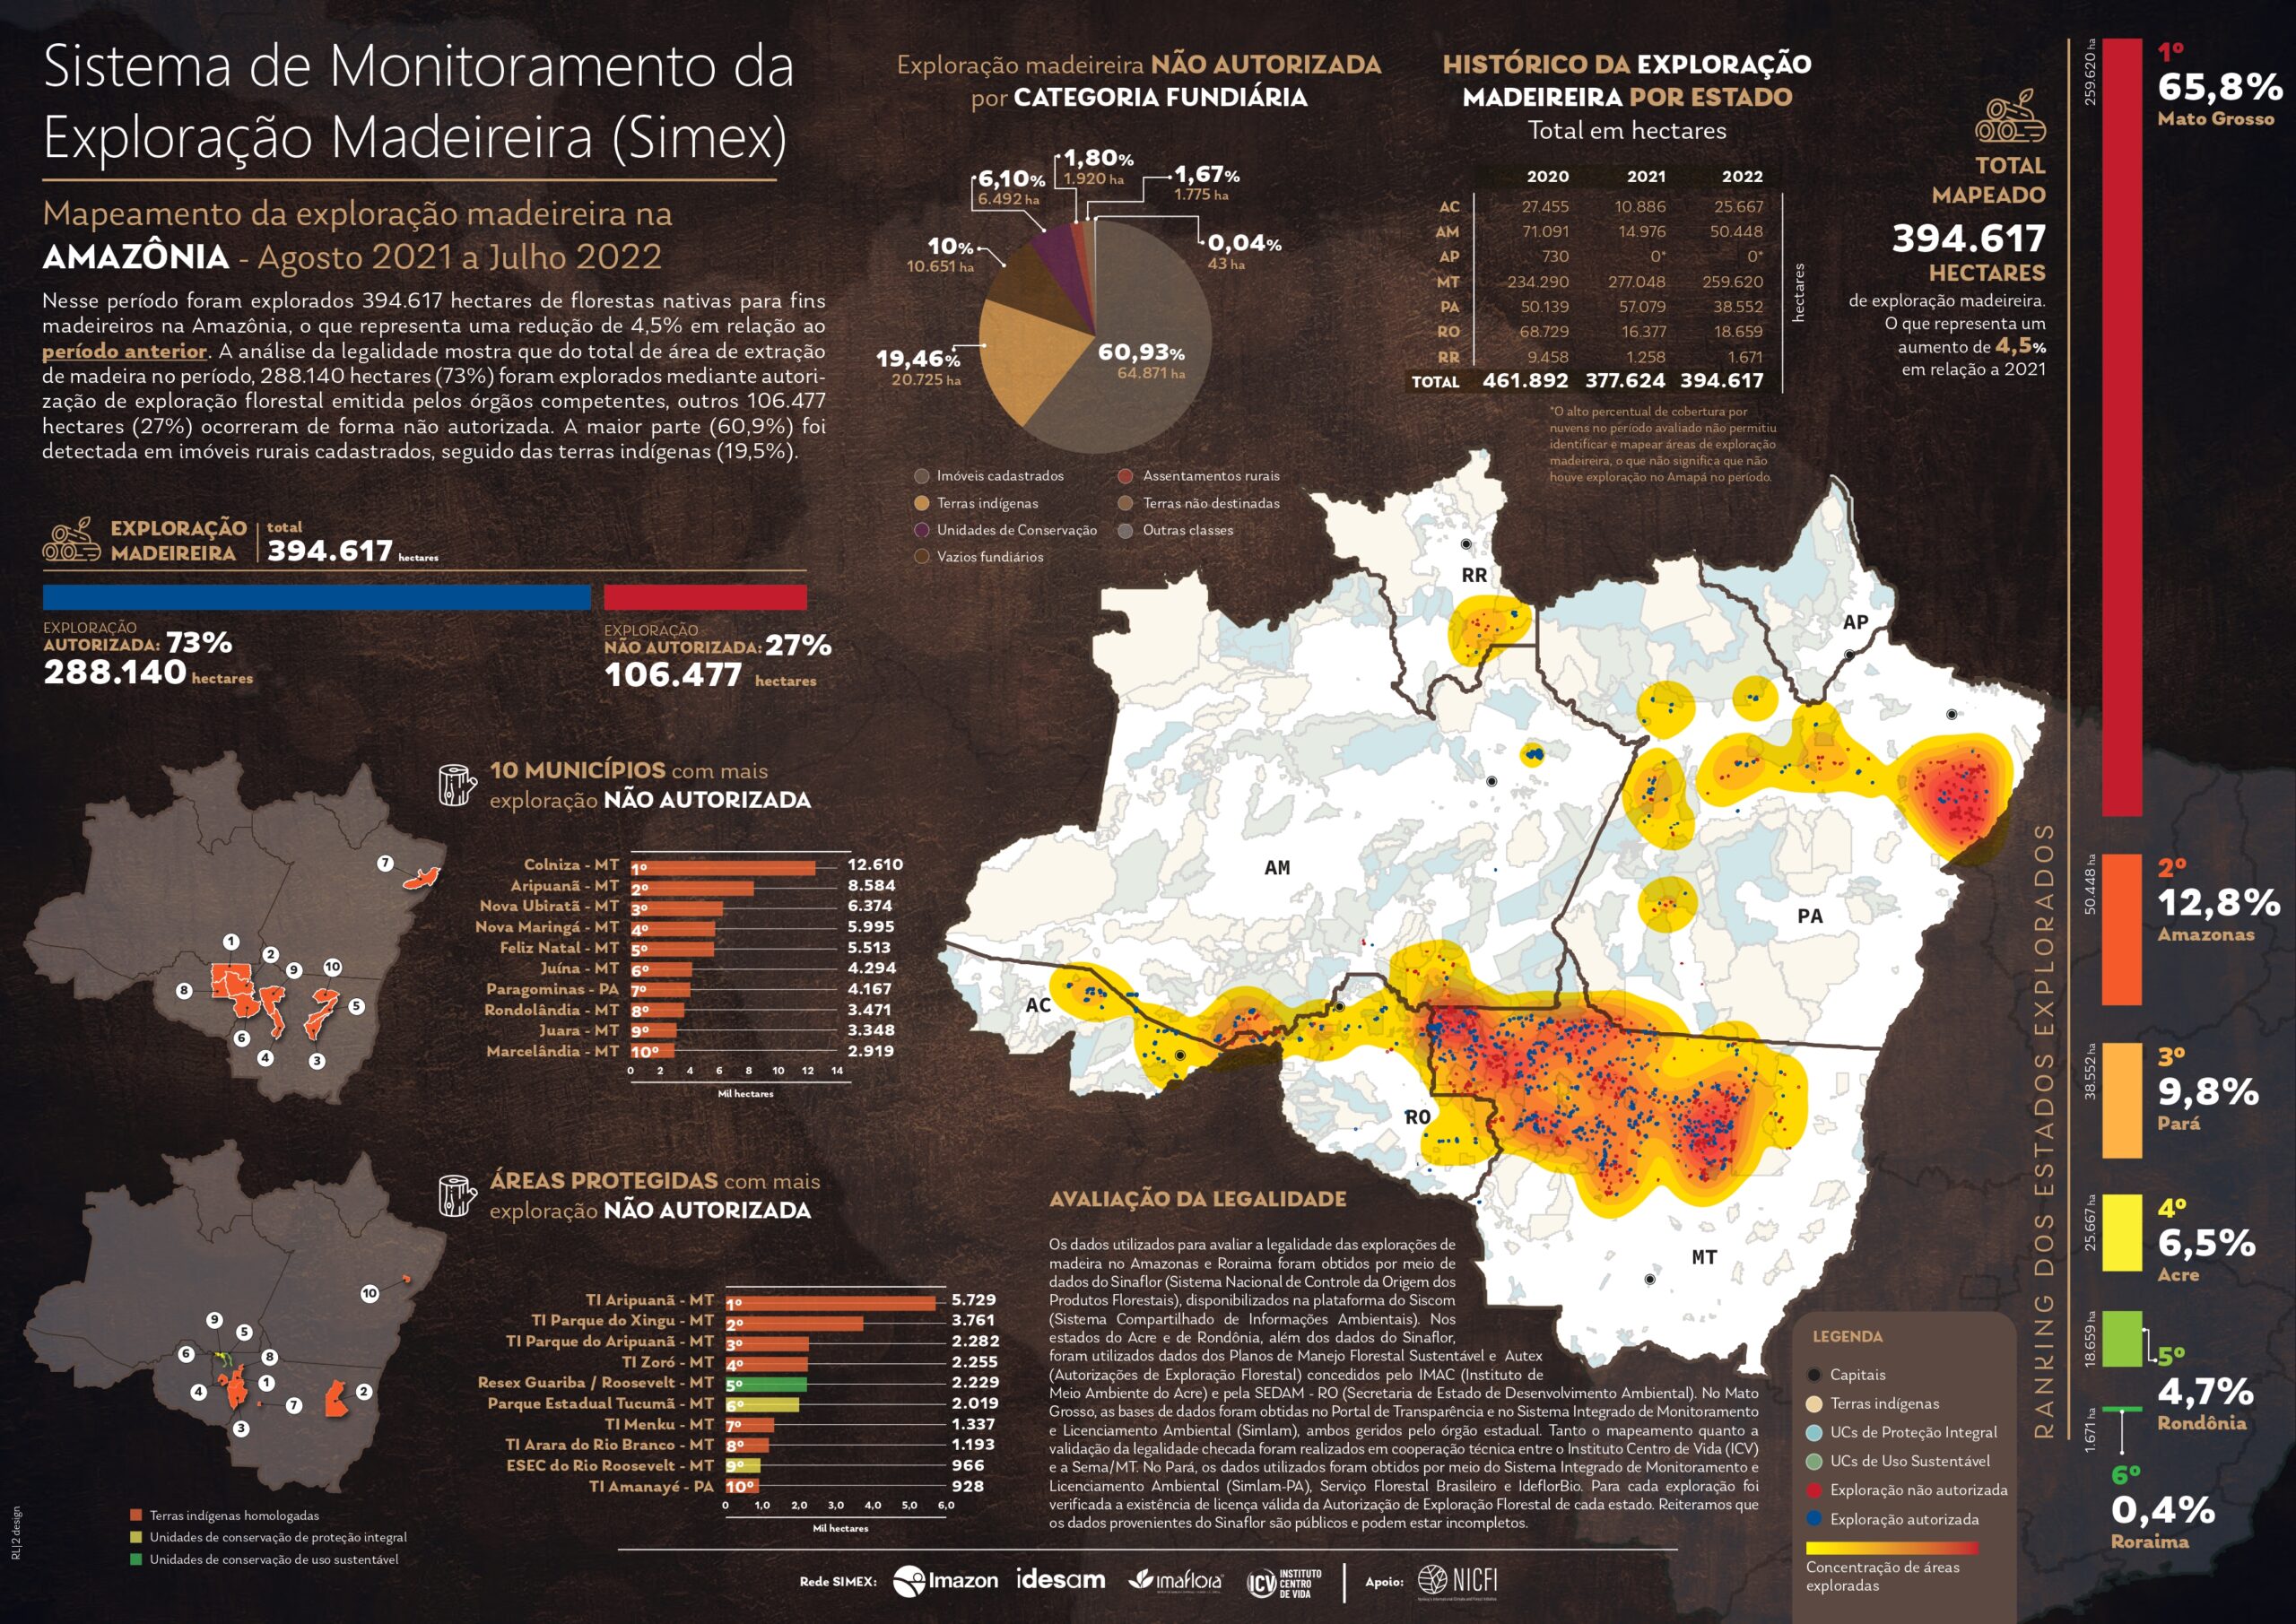 Sistema de Monitoramento da
Exploração Madeireira (Simex)
Mapeamento da exploração madeireira na
AMAZÔNIA - Agosto 2021 a Julho 2022
Nesse período foram explorados 394.617 hectares de florestas nativas para fins
madeireiros na Amazônia, o que representa uma redução de 4,5% em relação ao
período anterior. A análise da legalidade mostra que do total de área de extração
de madeira no período, 288.140 hectares (73%) foram explorados mediante autori-
zação de exploração florestal emitida pelos órgãos competentes, outros 106.477
hectares (27%) ocorreram de forma não autorizada. A maior parte (60,9%) foi
detectada em imóveis rurais cadastrados, seguido das terras indígenas (19,5%).
EXPLORAÇÃO
MADEIREIRA
total
394.617 hectares
EXPLORAÇÃO
AUTORIZADA: 73%
288.140 hectares
EXPLORAÇÃO
NÃO AUTORIZADA: 27%
106.477 hectares
Exploração madeireira NÃO AUTORIZADA
por CATEGORIA FUNDIÁRIA
1,80%
1.920 ha
6,10%
6.492 ha
1,67%
1.775 ha
10%
10.651 ha
0,04%
43 ha
19,46%
20.725 ha
60,93%
64.871 ha
Imóveis cadastrados
Terras indígenas
Unidades de Conservação
Vazios fundiários
Assentamentos rurais
Terras não destinadas
Outras classes
HISTÓRICO DA EXPLORAÇÃO
MADEIREIRA POR ESTADO
Total em hectares
2020 2021 2022
AC 27.455 10.886 25.667
AM 71.091 14.976 50.448
AP 730 0* 0*
MT 234.290 277.048 259.620
PA 50.139 57.079 38.552
RO 68.729 16.377 18.659
RR 9.458 1.258 1.671
TOTAL 461.892 377.624 394.617
hectares
*O alto percentual de cobertura por
nuvens no período avaliado não permitiu
identificar e mapear áreas de exploração
madeireira, o que não significa que não
houve exploração no Amapá no período.
TOTAL
MAPEADO
394.617
HECTARES
de exploração madeireira.
O que representa um
aumento de 4,5%
em relação a 2021
RANKING DOS ESTADOS EXPLORADOS
259.620 ha
1º
65,8%
Mato Grosso
50.448 ha
2º
12,8%
Amazonas
38.552 ha
3º
9,8%
Pará
25.667 ha
4º
6,5%
Acre
18.659 ha
5º
4,7%
Rondônia
1.671 ha
6º
0,4%
Roraima
10 MUNICÍPIOS com mais
exploração NÃO AUTORIZADA
7
1
2
9
10
8
5
6
4
3
Colniza - MT 1º 12.610
Aripuanã - MT 2º 8.584
Nova Ubiratã - MT 3º 6.374
Nova Maringá - MT 4º 5.995
Feliz Natal - MT 5º 5.513
Juína - MT 6º 4.294
Paragominas - PA 7º 4.167
Rondolândia - MT 8º 3.471
Juara - MT 9º 3.348
Marcelândia - MT 10º 2.919
0 2 4 6 8 10 12 14
Mil hectares
ÁREAS PROTEGIDAS com mais
exploração NÃO AUTORIZADA
10
9
5
6
8
1
4
2
7
3
TI Aripuanã - MT 1º 5.729
TI Parque do Xingu - MT 2º 3.761
TI Parque do Aripuanã - MT 3º 2.282
TI Zoró - MT 4º 2.255
Resex Guariba / Roosevelt - MT 5º 2.229
Parque Estadual Tucumã - MT 6º 2.019
TI Menku - MT 7º 1.337
TI Arara do Rio Branco - MT 8º 1.193
ESEC do Rio Roosevelt - MT 9º 966
TI Amanayé - PA 10º 928
0 1,0 2,0 3,0 4,0 5,0 6,0
Mil hectares
Terras indígenas homologadas
Unidades de conservação de proteção integral
Unidades de conservação de uso sustentável
RR
AP
AM
PA
AC
RO
MT
AVALIAÇÃO DA LEGALIDADE
Os dados utilizados para avaliar a legalidade das explorações de
madeira no Amazonas e Roraima foram obtidos por meio de
dados do Sinaflor (Sistema Nacional de Controle da Origem dos
Produtos Florestais), disponibilizados na plataforma do Siscom
(Sistema Compartilhado de Informações Ambientais). Nos
estados do Acre e de Rondônia, além dos dados do Sinaflor,
foram utilizados dados dos Planos de Manejo Florestal Sustentável e Autex
(Autorizações de Exploração Florestal) concedidos pelo IMAC (Instituto de
Meio Ambiente do Acre) e pela SEDAM - RO (Secretaria de Estado de Desenvolvimento Ambiental). No Mato
Grosso, as bases de dados foram obtidas no Portal de Transparência e no Sistema Integrado de Monitoramento
e Licenciamento Ambiental (Simlam), ambos geridos pelo órgão estadual. Tanto o mapeamento quanto a
validação da legalidade checada foram realizados em cooperação técnica entre o Instituto Centro de Vida (ICV)
e a Sema/MT. No Pará, os dados utilizados foram obtidos por meio do Sistema Integrado de Monitoramento e
Licenciamento Ambiental (Simlam-PA), Serviço Florestal Brasileiro e IdeflorBio. Para cada exploração foi
verificada a existência de licença válida da Autorização de Exploração Florestal de cada estado. Reiteramos que
os dados provenientes do Sinaflor são públicos e podem estar incompletos.
LEGENDA
Capitais
Terras indígenas
UCs de Proteção Integral
UCs de Uso Sustentável
Exploração não autorizada
Exploração autorizada
Concentração de áreas
exploradas
RL|2 design
Rede SIMEX: Imazon idesam imaflora ICV INSTITUTO CENTRO DE VIDA Apoio: NICFI